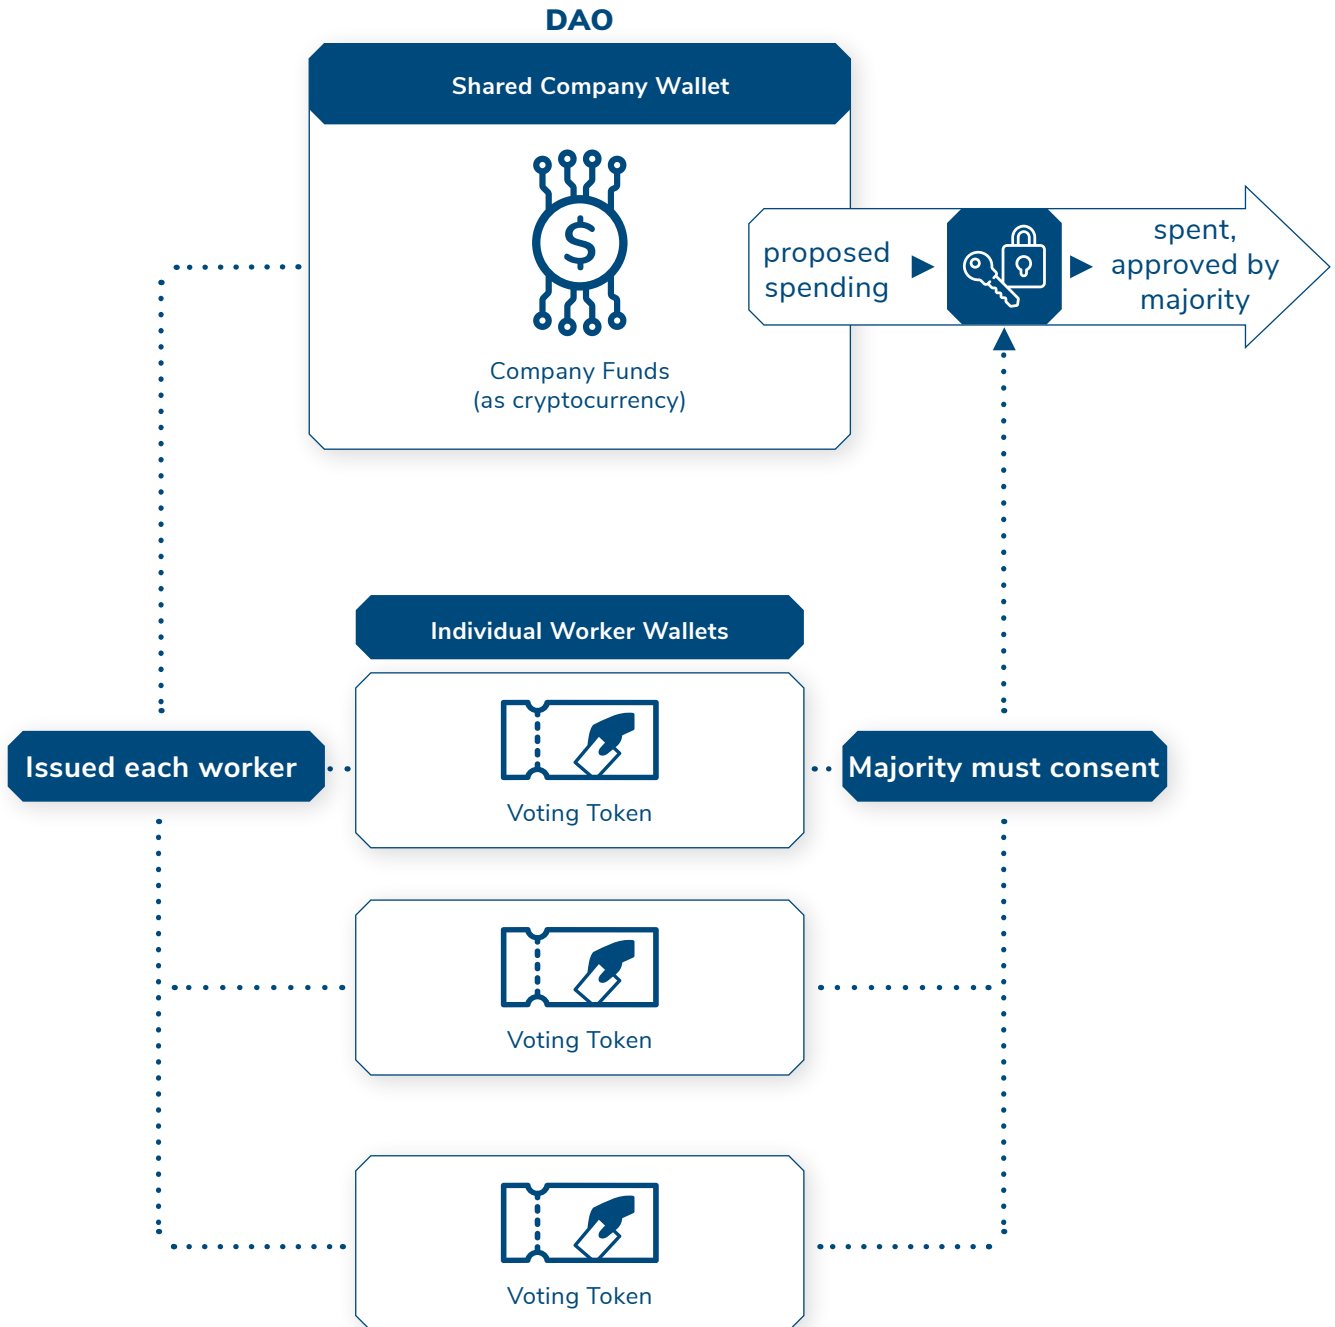 DAO
Shared Company Wallet
$
Company Funds
(as cryptocurrency)
proposed
spending
spent,
approved by
majority
Individual Worker Wallets
Issued each worker
Voting Token
Majority must consent
Voting Token
Voting Token